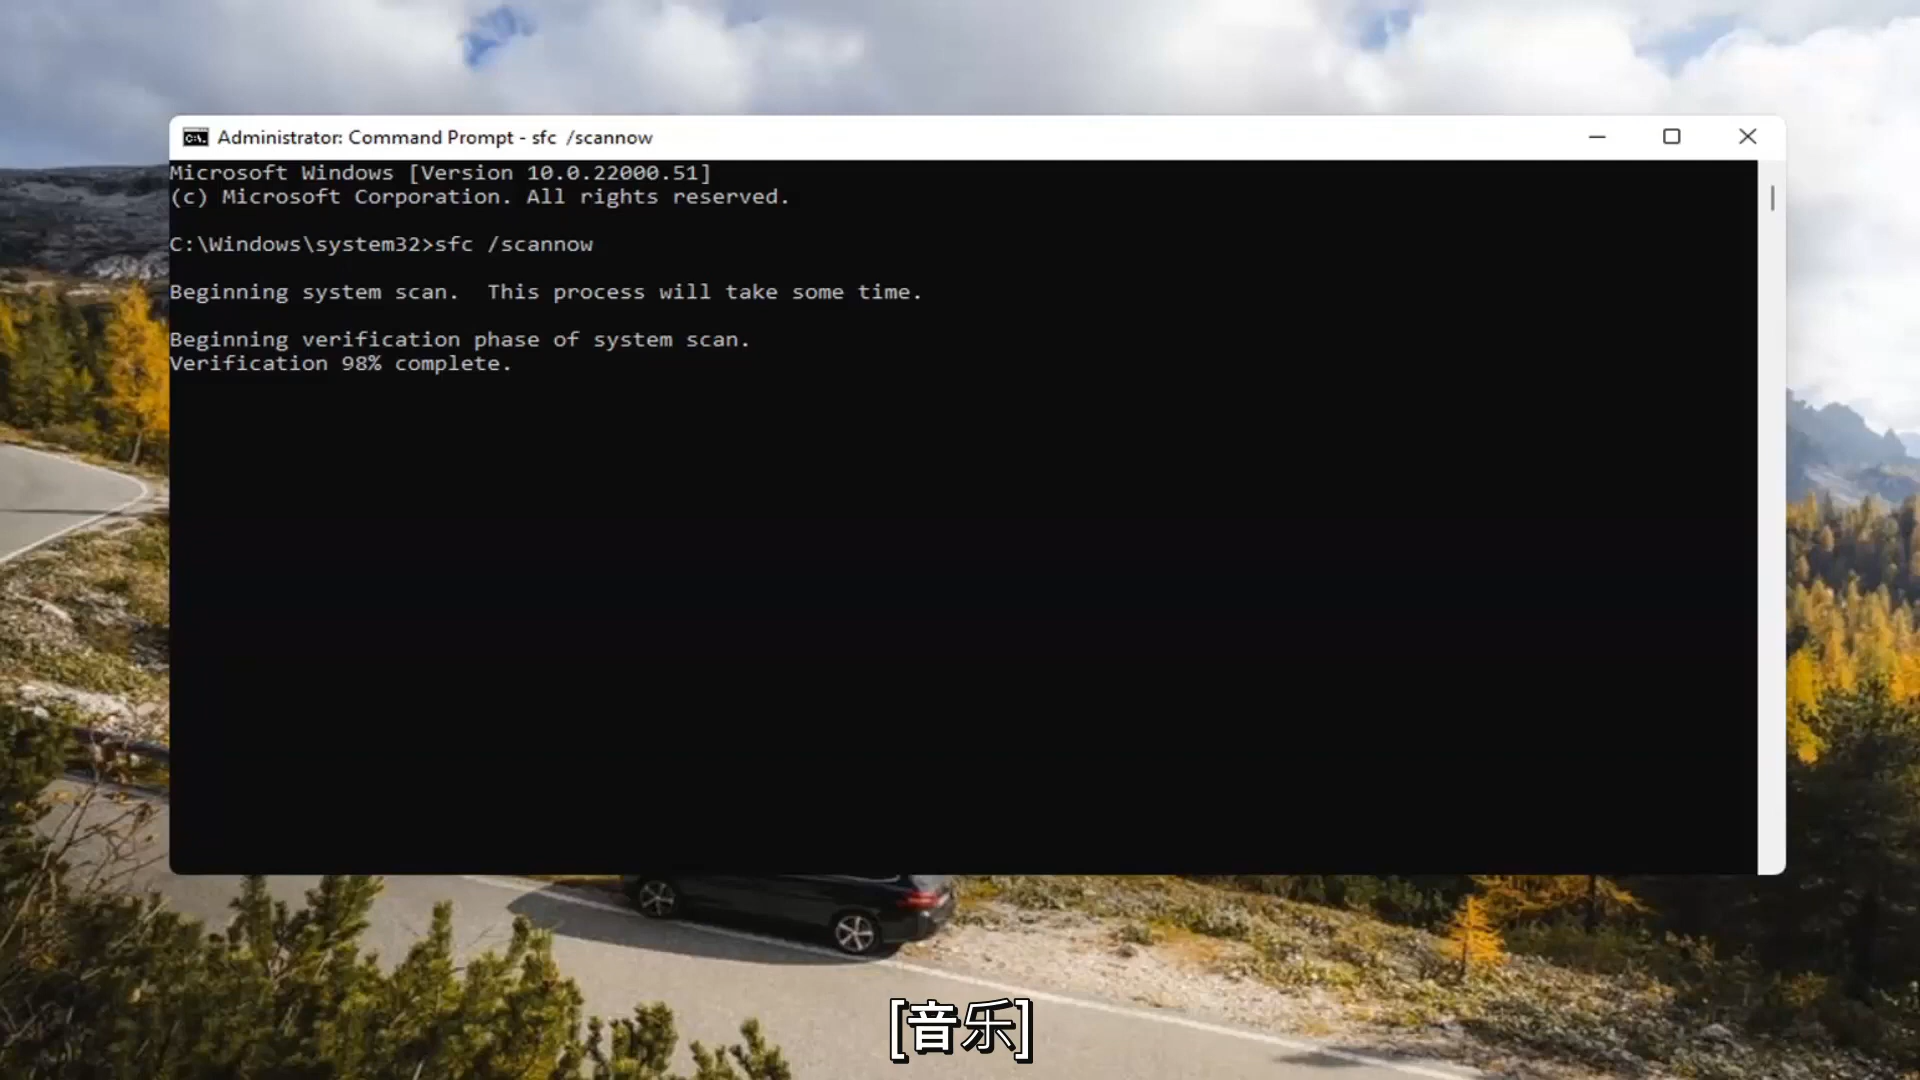 Administrator: Command Prompt - sfc  /scannow
Microsoft Windows [Version 10.0.22000.51]
(c) Microsoft Corporation. All rights reserved.
C:\Windows\system32>sfc /scannow
Beginning system scan.  This process will take some time.
Beginning verification phase of system scan.
Verification 98% complete.
[音乐]